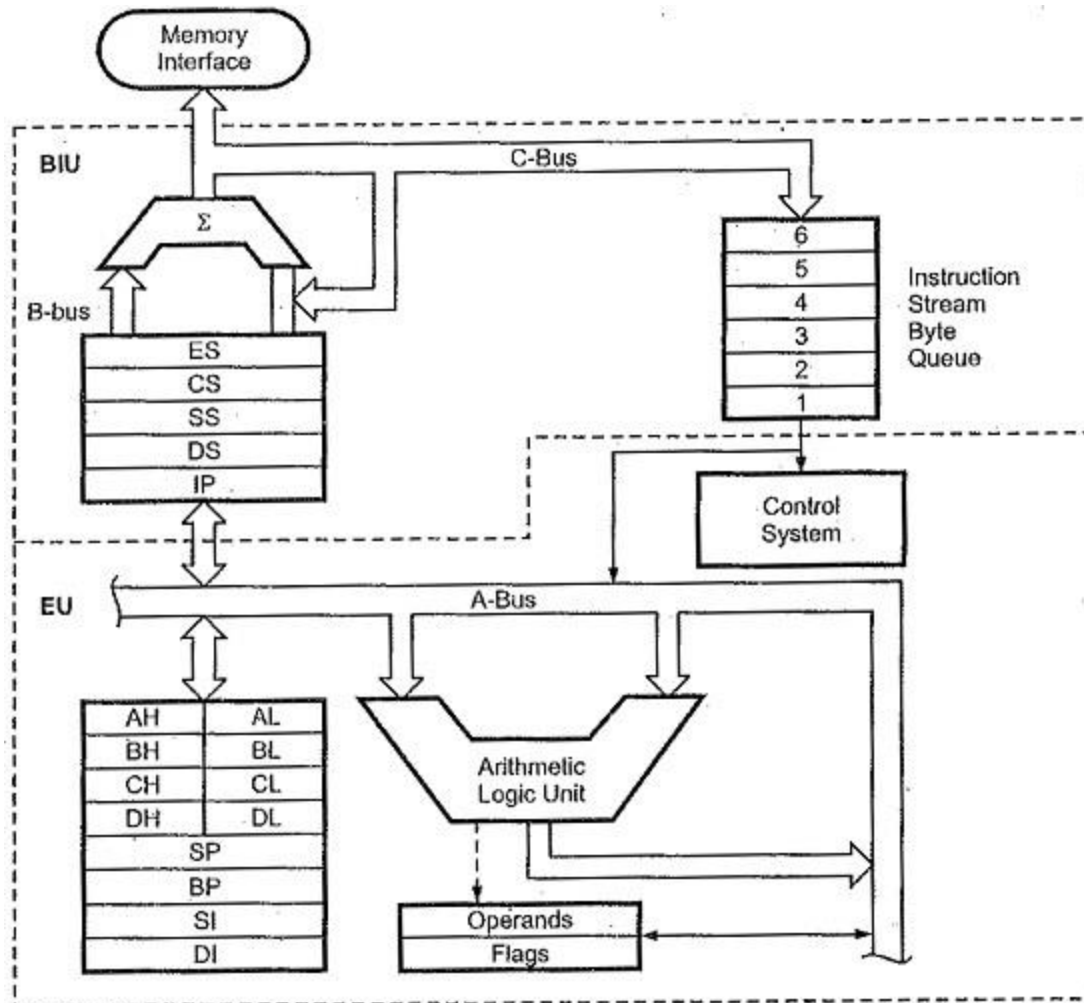 Memory
Interface
BIU
C-Bus
Σ
B-bus
ES
CS
SS
DS
IP
6
5
4
3
2
1
Instruction
Stream
Byte
Queue
Control
System
EU
A-Bus
AH AL
BH BL
CH CL
DH DL
SP
BP
SI
DI
Arithmetic
Logic Unit
Operands
Flags